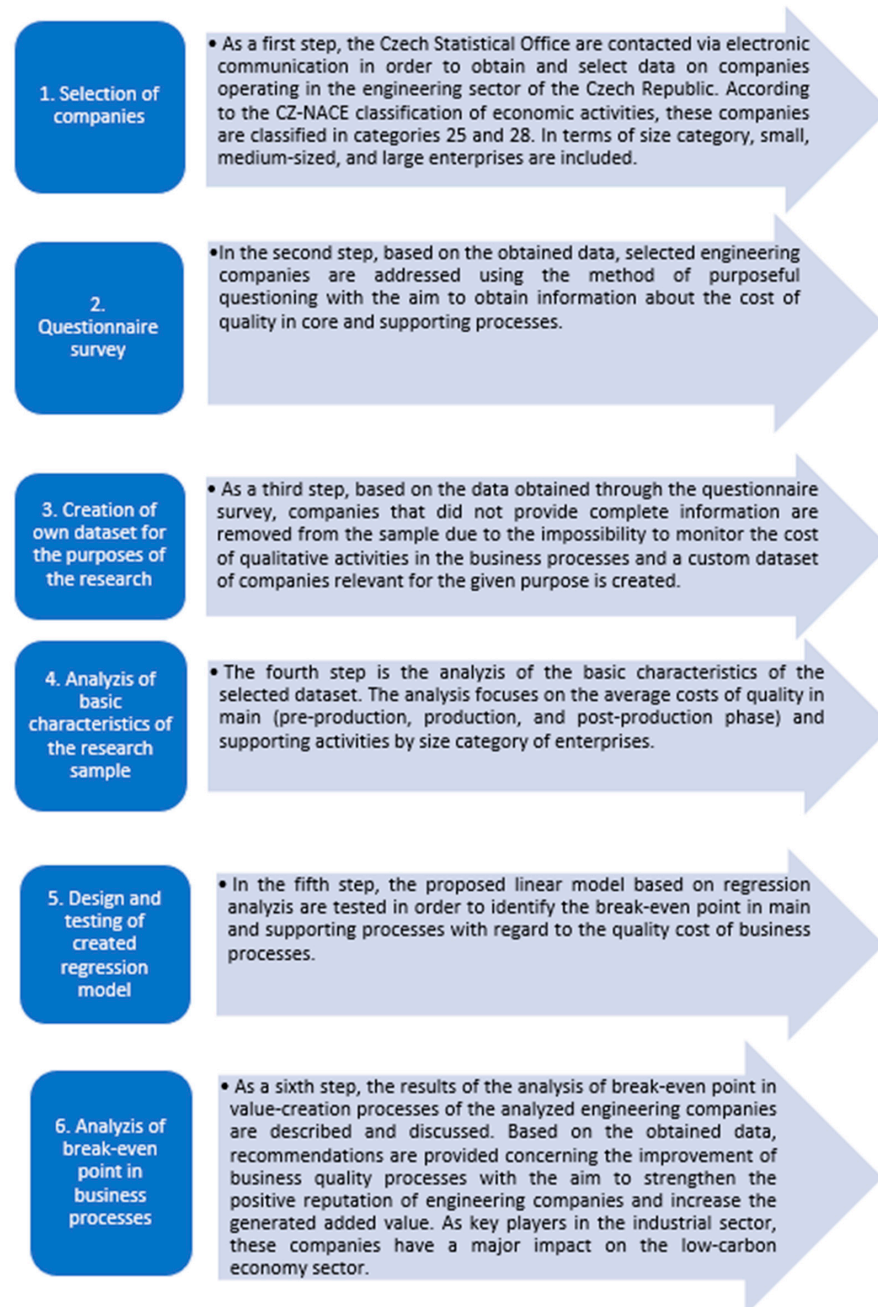 1. Selection of
companies
• As a first step, the Czech Statistical Office are contacted via electronic
communication in order to obtain and select data on companies
operating in the engineering sector of the Czech Republic. According
to the CZ-NACE classification of economic activities, these companies
are classified in categories 25 and 28. In terms of size category, small,
medium-sized, and large enterprises are included.
2.
Questionnaire
survey
•In the second step, based on the obtained data, selected engineering
companies are addressed using the method of purposeful
questioning with the aim to obtain information about the cost of
quality in core and supporting processes.
3. Creation of
own dataset for
the purposes of
the research
• As a third step, based on the data obtained through the questionnaire
survey, companies that did not provide complete information are
removed from the sample due to the impossibility to monitor the cost
of qualitative activities in the business processes and a custom dataset
of companies relevant for the given purpose is created.
4. Analyzis of
basic
characteristics of
the research
sample
• The fourth step is the analyzis of the basic characteristics of the
selected dataset. The analysis focuses on the average costs of quality in
main (pre-production, production, and post-production phase) and
supporting activities by size category of enterprises.
5. Design and
testing of
created
regression
model
• In the fifth step, the proposed linear model based on regression
analyzis are tested in order to identify the break-even point in main
and supporting processes with regard to the quality cost of business
processes.
6. Analyzis of
break-even
point in
business
processes
• As a sixth step, the results of the analysis of break-even point in
value-creation processes of the analyzed engineering companies
are described and discussed. Based on the obtained data,
recommendations are provided concerning the improvement of
business quality processes with the aim to strengthen the
positive reputation of engineering companies and increase the
generated added value. As key players in the industrial sector,
these companies have a major impact on the low-carbon
economy sector.